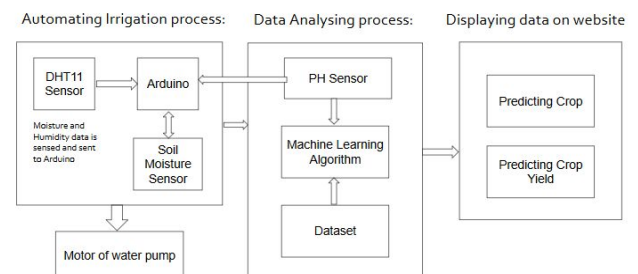 Automating Irrigation process:
Data Analysing process:
Displaying data on website
DHT11
Sensor
Arduino
Moisture and
Humidity data is
sensed and sent
to Arduino
Soil
Moisture
Sensor
Motor of water pump
PH Sensor
Machine Learning
Algorithm
Dataset
Predicting Crop
Predicting Crop
Yield